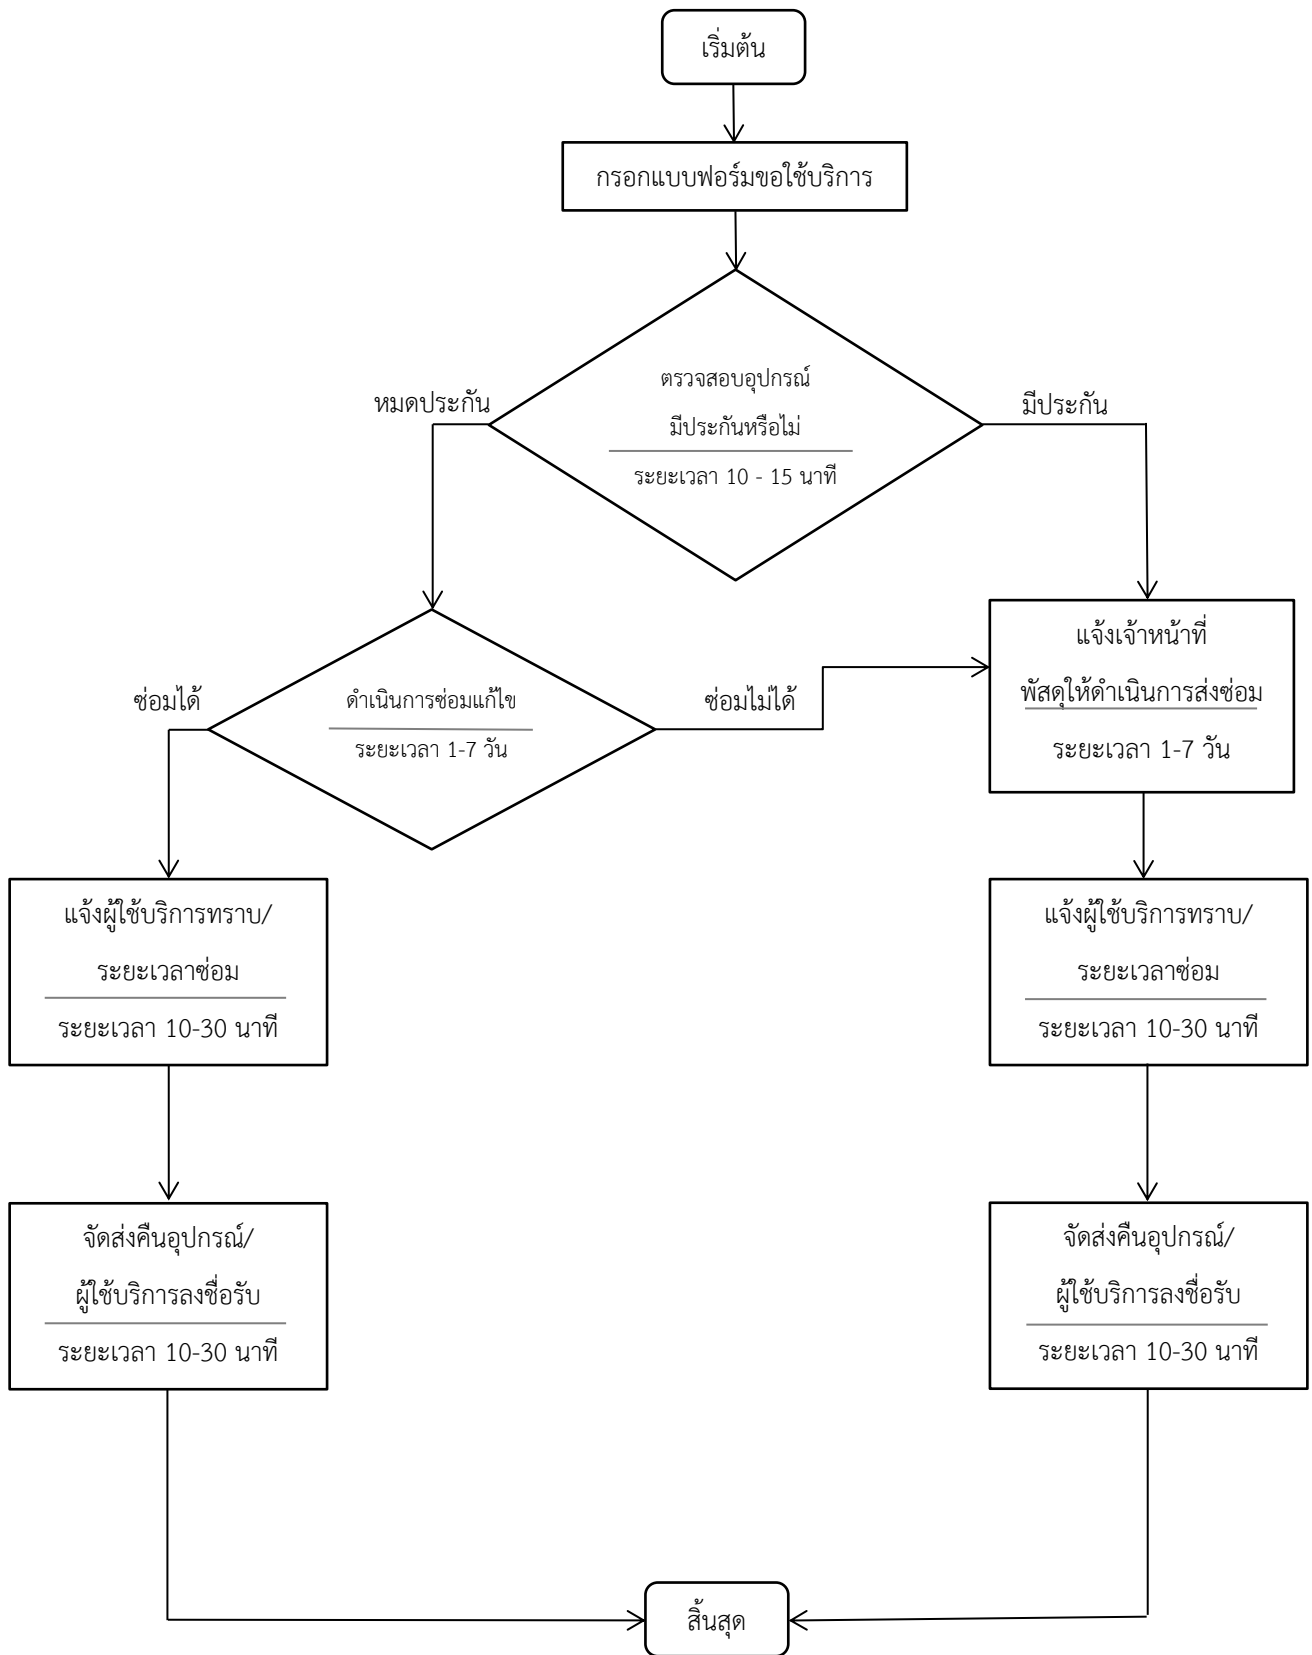 เริ่มต้น
กรอกแบบฟอร์มขอใช้บริการ
ตรวจสอบอุปกรณ์
มีประกันหรือไม่
ระยะเวลา 10 - 15 นาที
หมดประกัน
มีประกัน
ดำเนินการซ่อมแก้ไข
ระยะเวลา 1-7 วัน
ซ่อมได้
ซ่อมไม่ได้
แจ้งเจ้าหน้าที่
พัสดุให้ดำเนินการส่งซ่อม
ระยะเวลา 1-7 วัน
แจ้งผู้ใช้บริการทราบ/
ระยะเวลาซ่อม
ระยะเวลา 10-30 นาที
แจ้งผู้ใช้บริการทราบ/
ระยะเวลาซ่อม
ระยะเวลา 10-30 นาที
จัดส่งคืนอุปกรณ์/
ผู้ใช้บริการลงชื่อรับ
ระยะเวลา 10-30 นาที
จัดส่งคืนอุปกรณ์/
ผู้ใช้บริการลงชื่อรับ
ระยะเวลา 10-30 นาที
สิ้นสุด